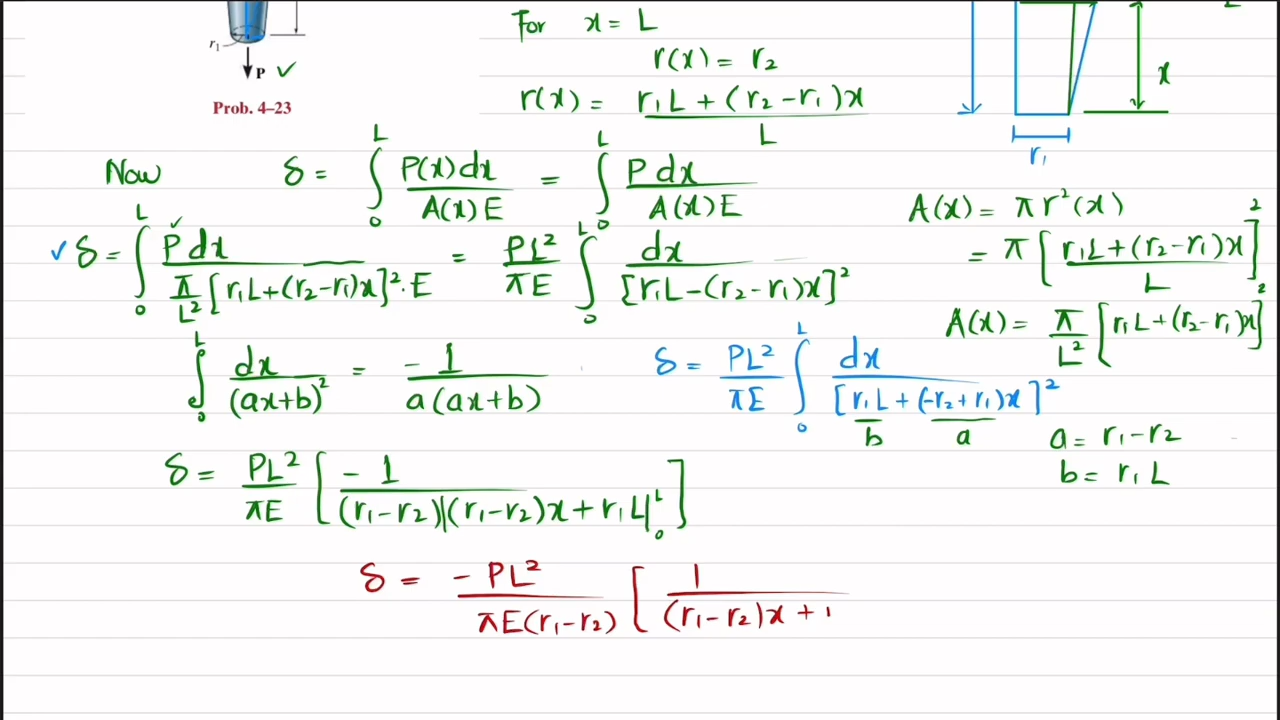 For x = L
r(x) = r₂
r₁
P ✓
Prob. 4–23
r(x) = (r₁L + (r₂ − r₁)x) / L
x
r₁
Now δ = ∫₀ᴸ P(x)dx / A(x)E = ∫₀ᴸ P dx / A(x)E
A(x) = π r²(x)
= π [ (r₁L + (r₂ − r₁)x) / L ]²
✓ δ = ∫₀ᴸ P dx / (π/L² [r₁L + (r₂ − r₁)x]² · E) = PL²/πE ∫₀ᴸ dx / [r₁L − (r₂ − r₁)x]²
A(x) = π/L² [r₁L + (r₂ − r₁)x]²
∫₀ᴸ dx / (ax+b)² = −1 / a(ax+b)
δ = PL²/πE ∫₀ᴸ dx / [r₁L + (−r₂ + r₁)x]²
b a
a = r₁ − r₂
b = r₁ L
δ = PL²/πE [ −1 / (r₁ − r₂)|(r₁ − r₂)x + r₁L|₀ᴸ ]
δ = −PL² / πE(r₁ − r₂) [ 1 / (r₁ − r₂)x +